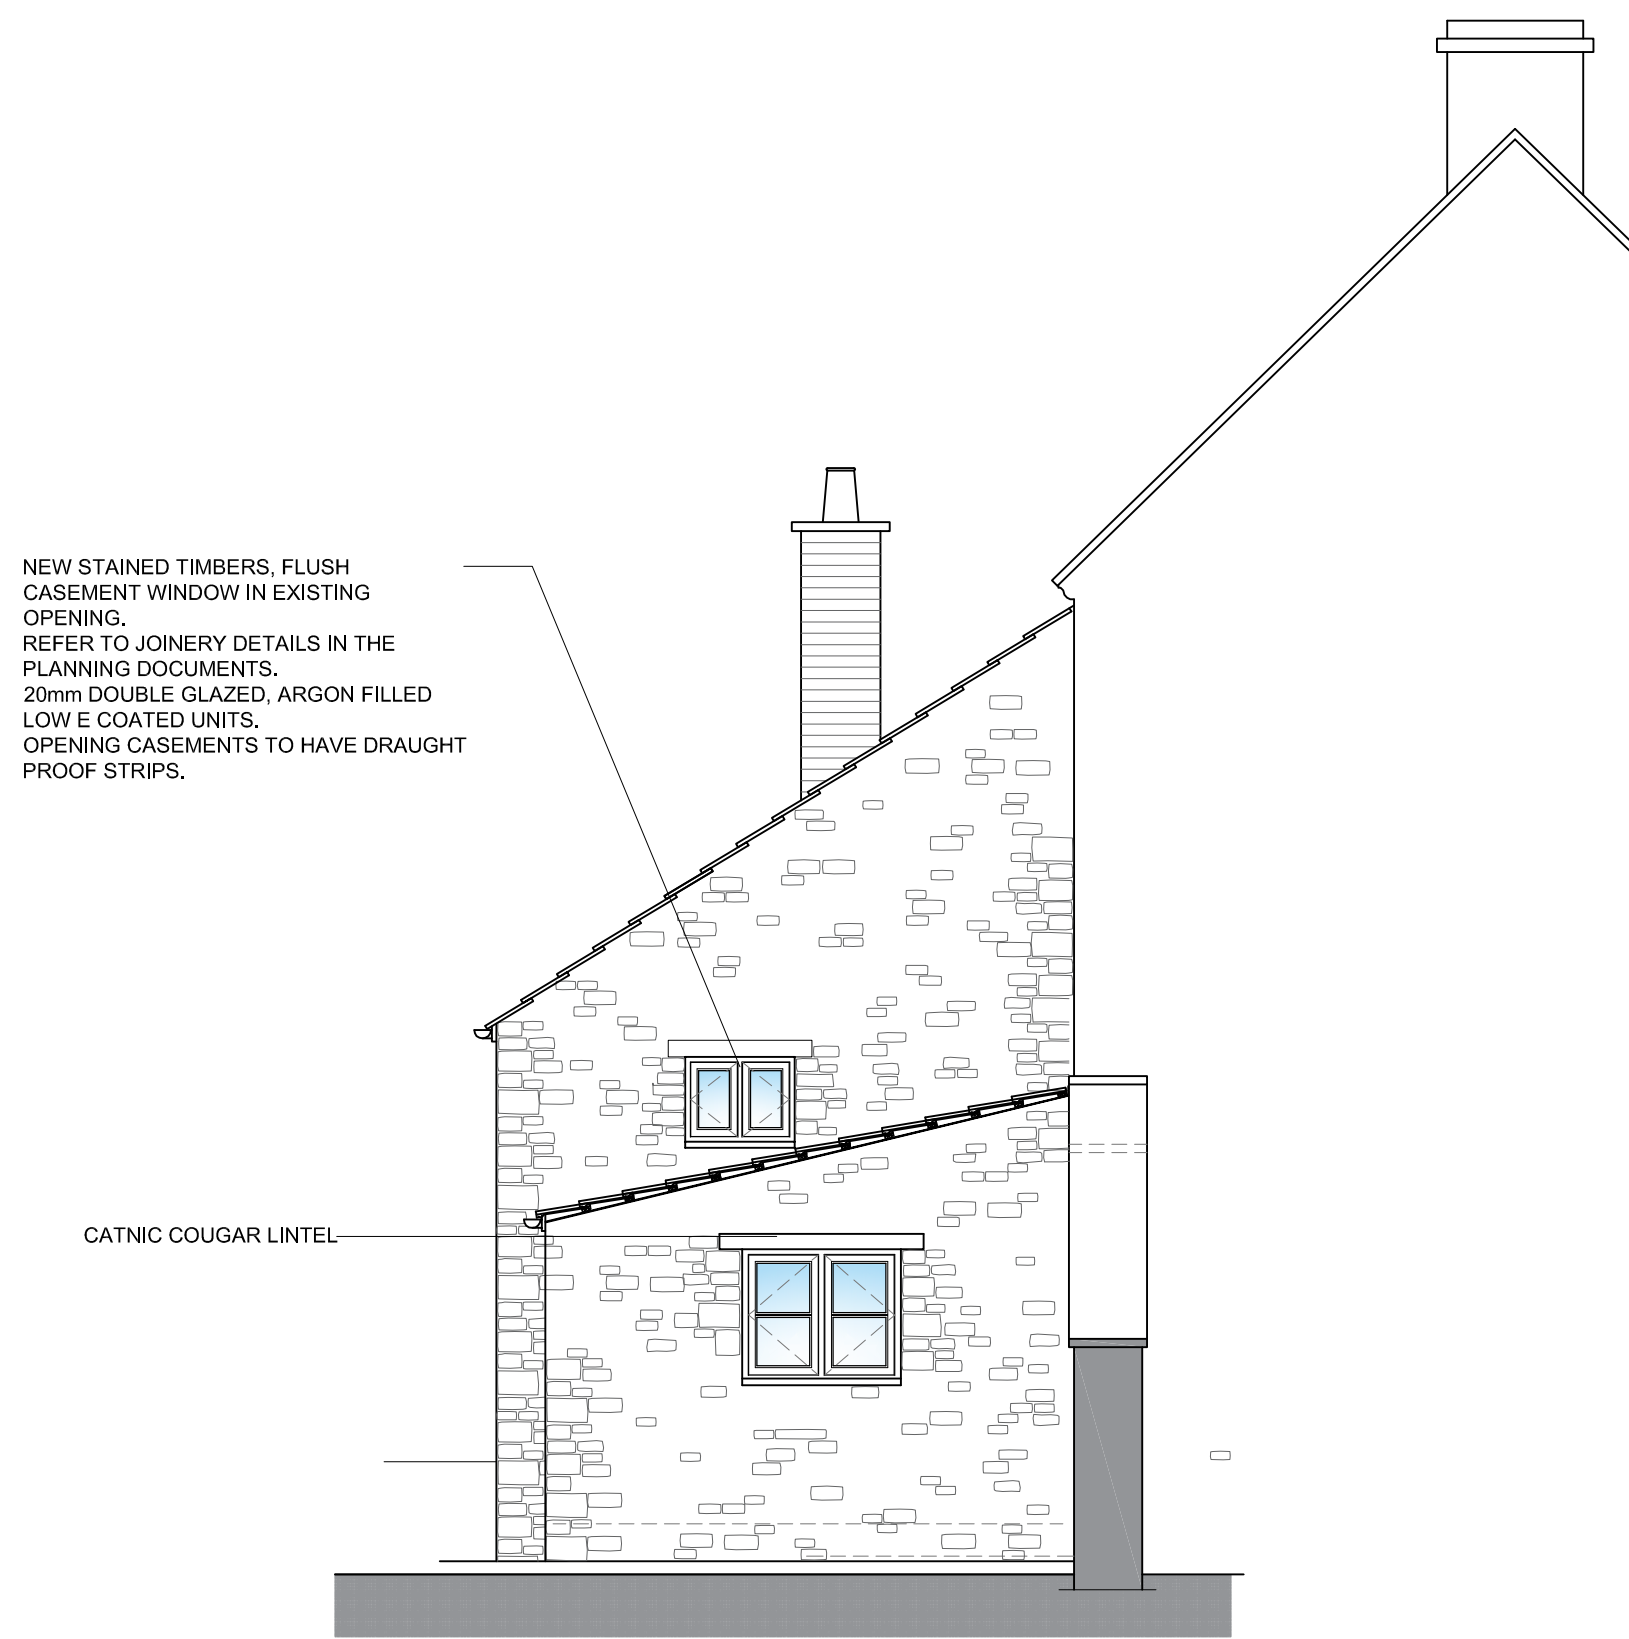 NEW STAINED TIMBERS, FLUSH
CASEMENT WINDOW IN EXISTING
OPENING.
REFER TO JOINERY DETAILS IN THE
PLANNING DOCUMENTS.
20mm DOUBLE GLAZED, ARGON FILLED
LOW E COATED UNITS.
OPENING CASEMENTS TO HAVE DRAUGHT
PROOF STRIPS.
CATNIC COUGAR LINTEL